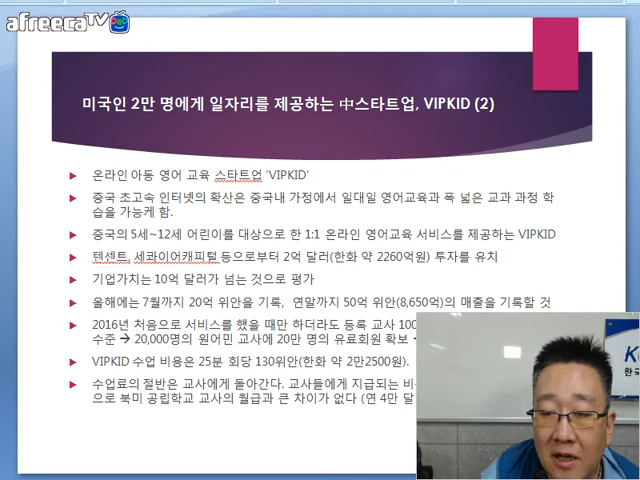 afreecaTV
미국인 2만 명에게 일자리를 제공하는 中스타트업, VIPKID (2)
온라인 아동 영어 교육 스타트업 'VIPKID'
중국 초고속 인터넷의 확산은 중국내 가정에서 일대일 영어교육과 폭 넓은 교과 과정 학
습을 가능케 함.
중국의 5세~12세 어린이를 대상으로 한 1:1 온라인 영어교육 서비스를 제공하는 VIPKID
텐센트, 세콰이어캐피털 등으로부터 2억 달러(한화 약 2260억원) 투자를 유치
기업가치는 10억 달러가 넘는 것으로 평가
올해에는 7월까지 20억 위안을 기록, 연말까지 50억 위안(8,650억)의 매출을 기록할 것
2016년 처음으로 서비스를 했을 때만 하더라도 등록 교사 100
수준 → 20,000명의 원어민 교사에 20만 명의 유료회원 확보
VIPKID 수업 비용은 25분 회당 130위안(한화 약 2만2500원).
수업료의 절반은 교사에게 돌아간다. 교사들에게 지급되는 비
으로 북미 공립학교 교사의 월급과 큰 차이가 없다 (연 4만 달
K
한국